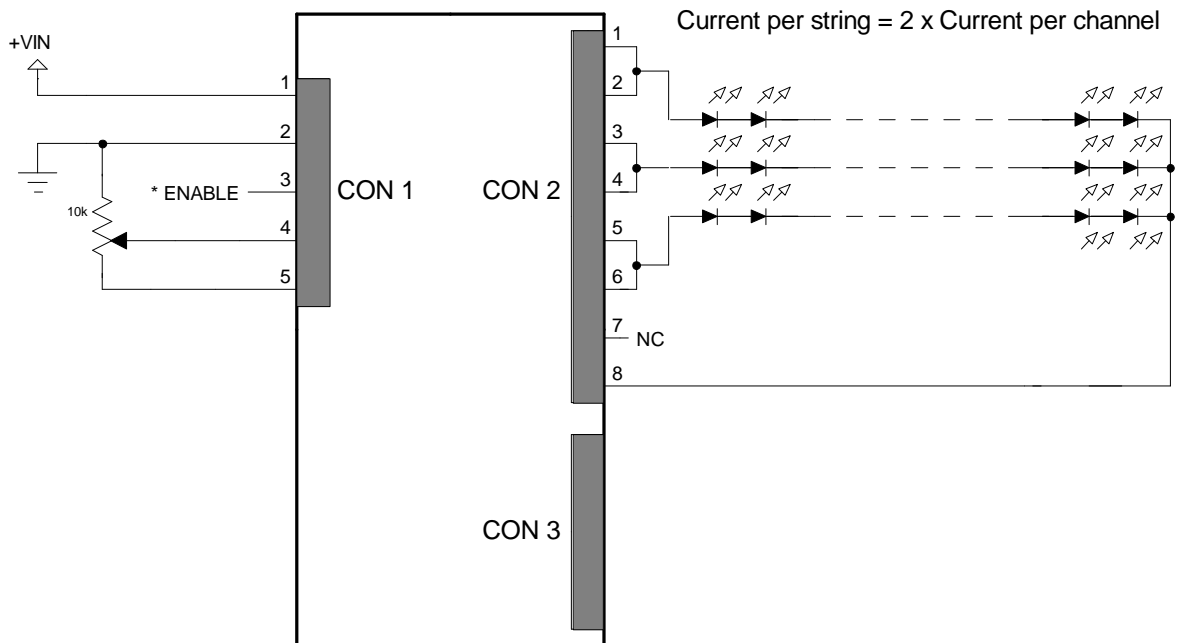 Current per string = 2 x Current per channel
+VIN
1
2
3
* ENABLE
4
5
10k
CON 1
CON 2
1
2
3
4
5
6
7
NC
8
CON 3